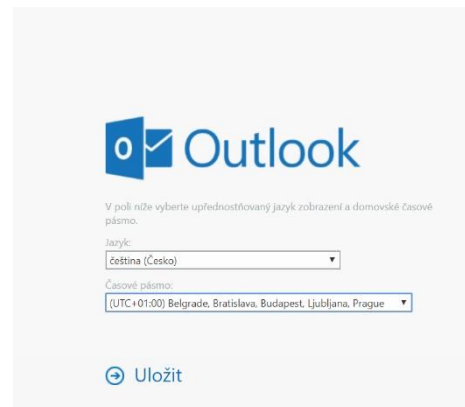 Outlook
V poli níže vyberte upřednostňovaný jazyk zobrazení a domovské časové
pásmo.
Jazyk:
čeština (Česko)
Časové pásmo:
(UTC+01:00) Belgrade, Bratislava, Budapest, Ljubljana, Prague
Uložit